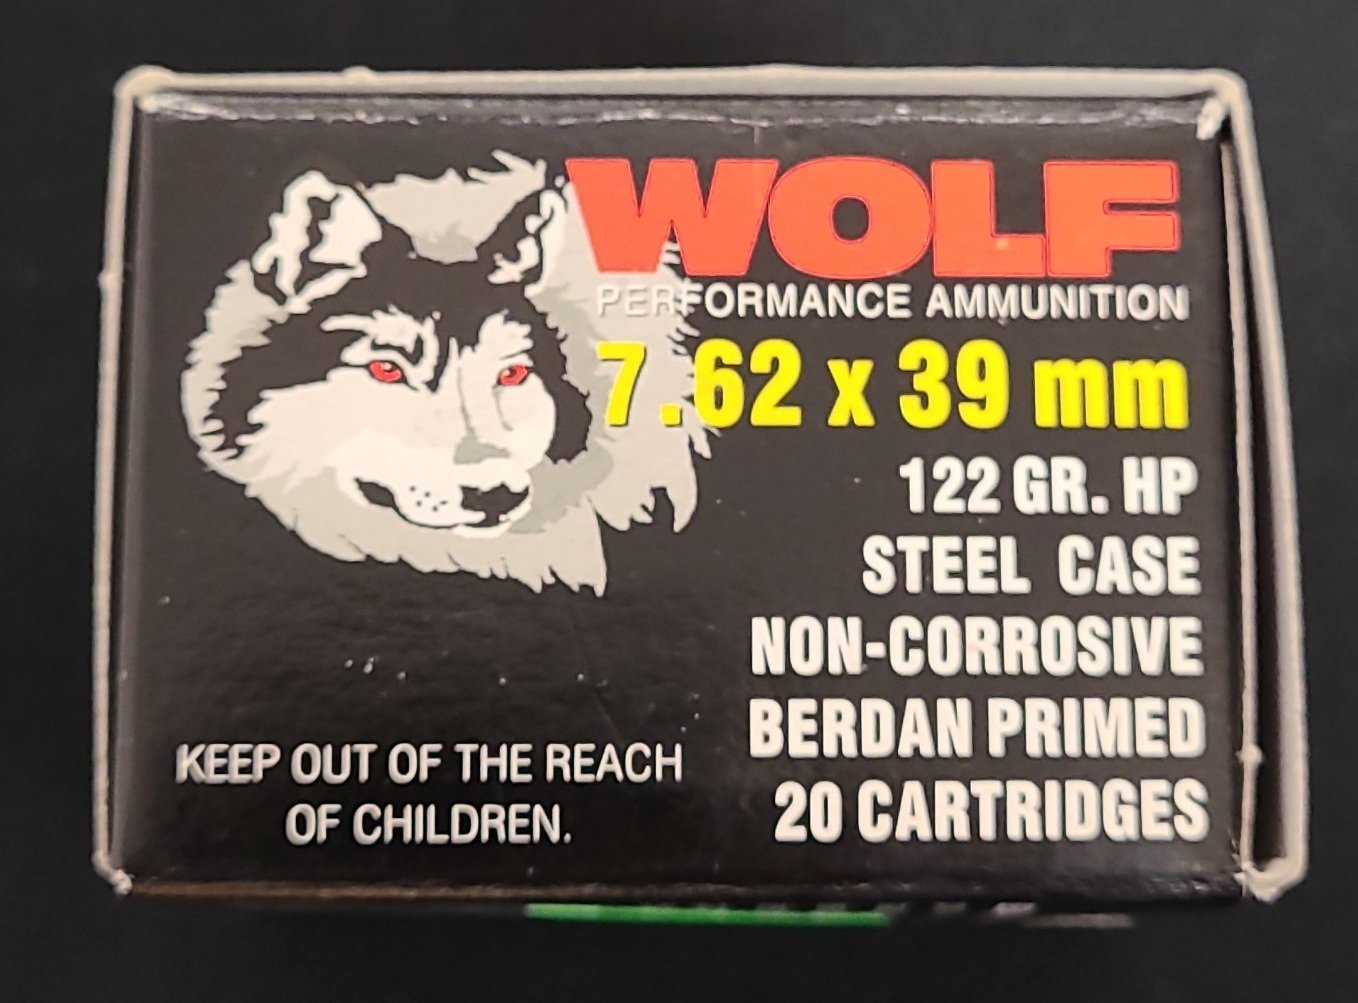 WOLF
PERFORMANCE AMMUNITION
7.62 x 39 mm
122 GR. HP
STEEL CASE
NON-CORROSIVE
BERDAN PRIMED
20 CARTRIDGES
KEEP OUT OF THE REACH
OF CHILDREN.